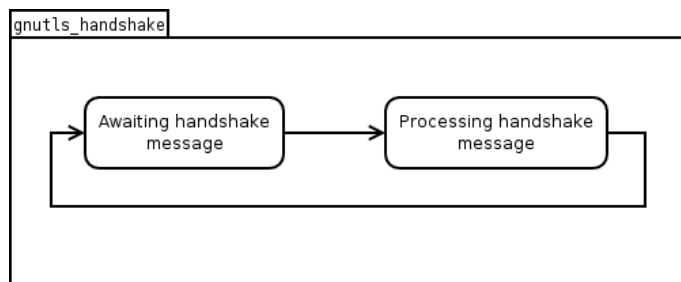 gnutls_handshake
Awaiting handshake
message
Processing handshake
message